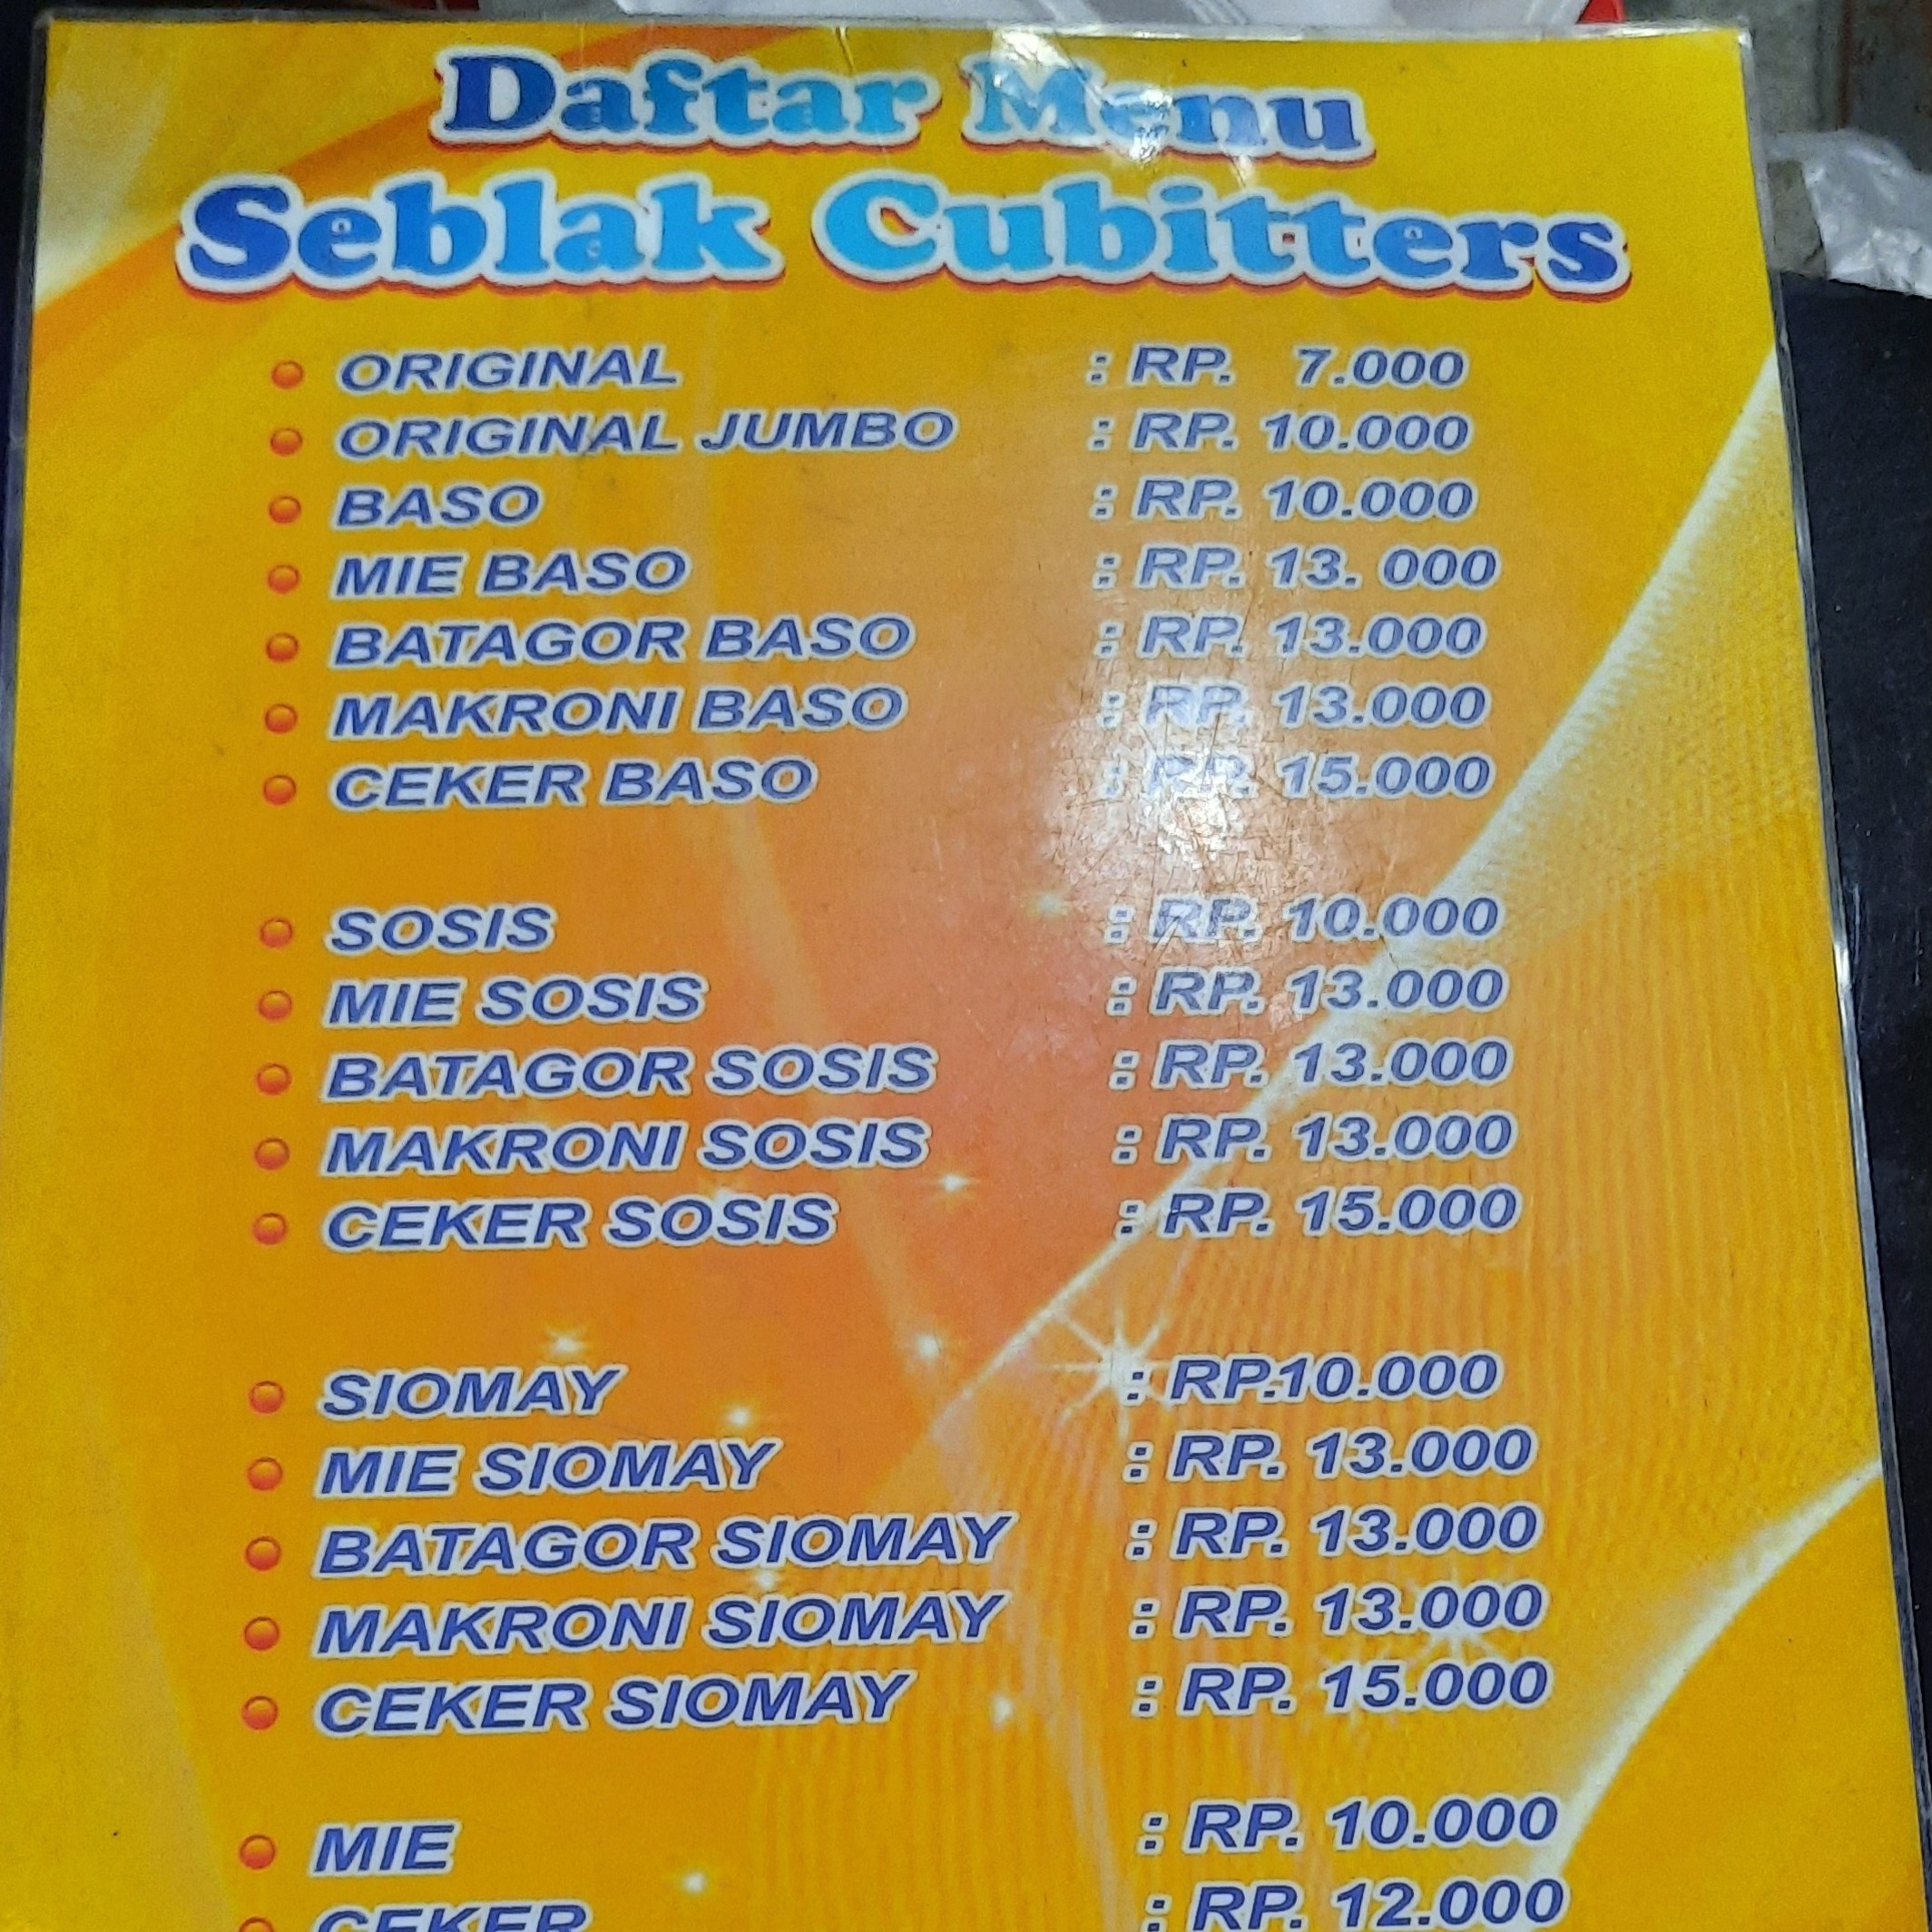 Daftar Menu
Seblak Cubitters
ORIGINAL : RP. 7.000
ORIGINAL JUMBO : RP. 10.000
BASO : RP. 10.000
MIE BASO : RP. 13. 000
BATAGOR BASO : RP. 13.000
MAKRONI BASO : RP. 13.000
CEKER BASO : RP. 15.000
SOSIS : RP. 10.000
MIE SOSIS : RP. 13.000
BATAGOR SOSIS : RP. 13.000
MAKRONI SOSIS : RP. 13.000
CEKER SOSIS : RP. 15.000
SIOMAY : RP.10.000
MIE SIOMAY : RP. 13.000
BATAGOR SIOMAY : RP. 13.000
MAKRONI SIOMAY : RP. 13.000
CEKER SIOMAY : RP. 15.000
MIE : RP. 10.000
CEKER : RP. 12.000